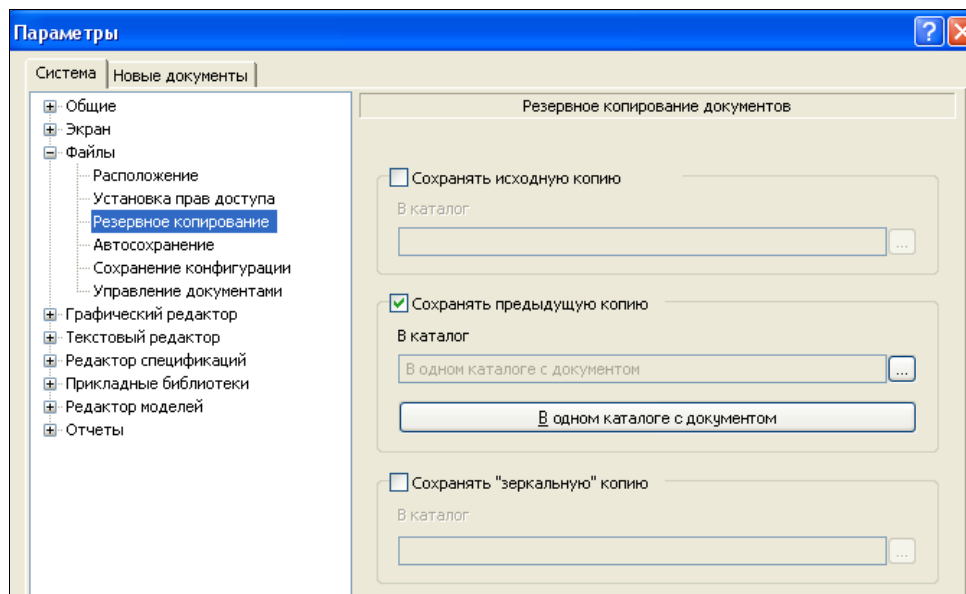 Параметры
Система
Новые документы
Общие
Экран
Файлы
Расположение
Установка прав доступа
Резервное копирование
Автосохранение
Сохранение конфигурации
Управление документами
Графический редактор
Текстовый редактор
Редактор спецификаций
Прикладные библиотеки
Редактор моделей
Отчеты
Резервное копирование документов
Сохранять исходную копию
В каталог
...
Сохранять предыдущую копию
В каталог
В одном каталоге с документом
...
В одном каталоге с документом
Сохранять "зеркальную" копию
В каталог
...